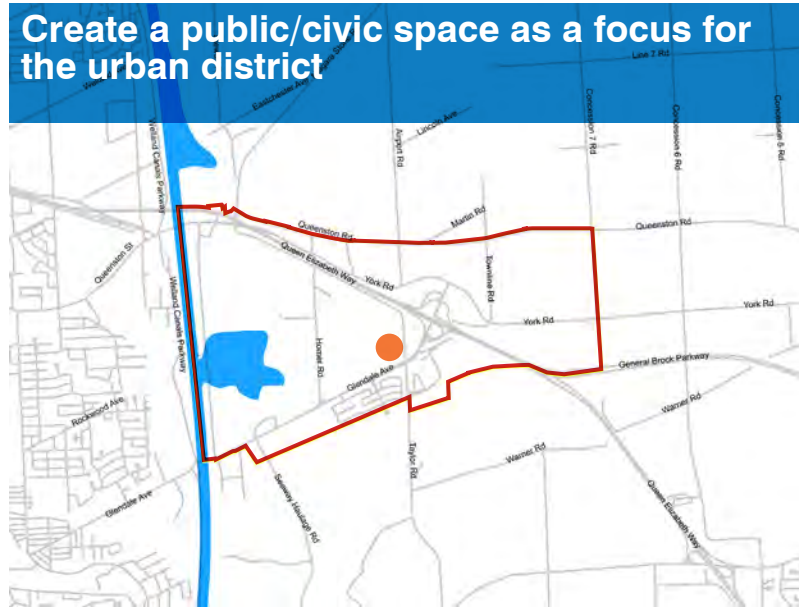 Create a public/civic space as a focus for
the urban district
Line 7 Rd
Eastchester Ave
Welland Canals Parkway
Airport Rd
Lincoln Ave
Concession 7 Rd
Concession 6 Rd
Concession 5 Rd
Queenston St
Queenston Rd
Martin Rd
Queenston Rd
Queen Elizabeth Way
York Rd
Townline Rd
York Rd
York Rd
Welland Canals Parkway
Homer Rd
Glendale Ave
General Brock Parkway
Rockwood Ave
Warner Rd
Taylor Rd
Warner Rd
Glendale Ave
Seaway Haulage Rd
Queen Elizabeth Way